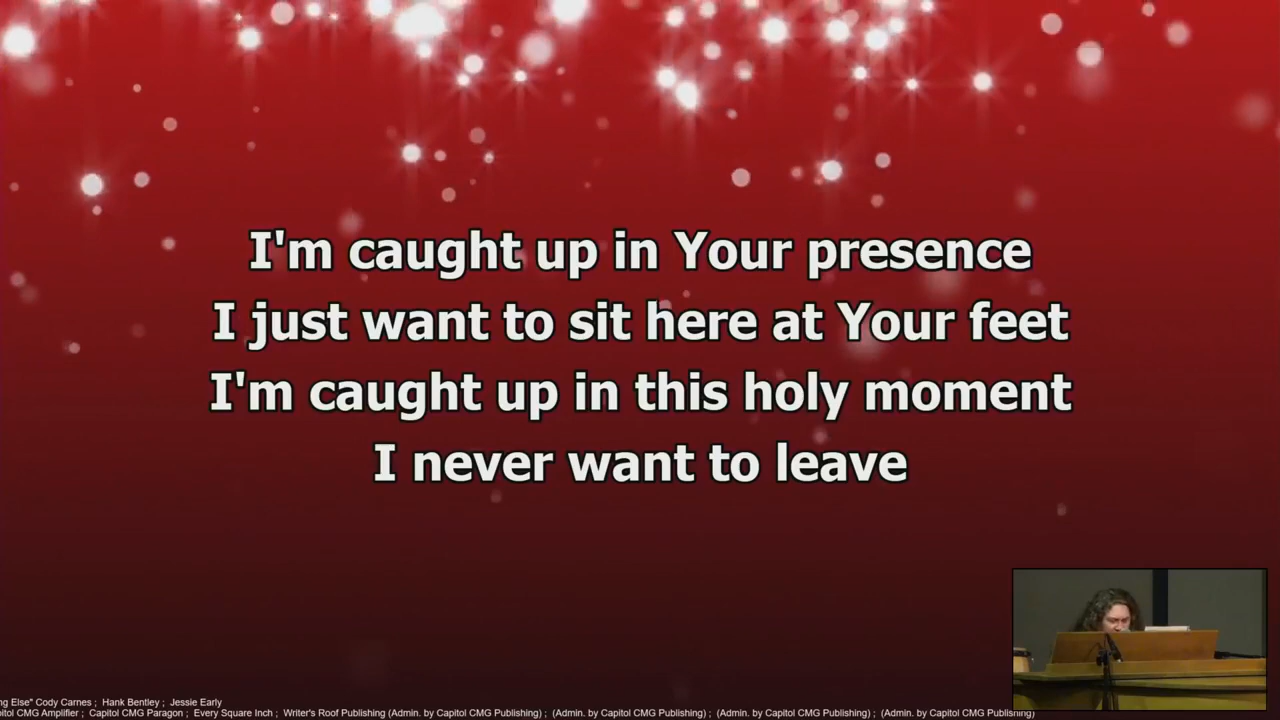 I'm caught up in Your presence
I just want to sit here at Your feet
I'm caught up in this holy moment
I never want to leave
ng Else" Cody Carnes ; Hank Bentley ; Jessie Early
itol CMG Amplifier ; Capitol CMG Paragon ; Every Square Inch ; Writer's Roof Publishing (Admin. by Capitol CMG Publishing) ; (Admin. by Capitol CMG Publishing) ; (Admin. by Capitol CMG Publishing) ; (Admin. by Capitol CMG Publishing)